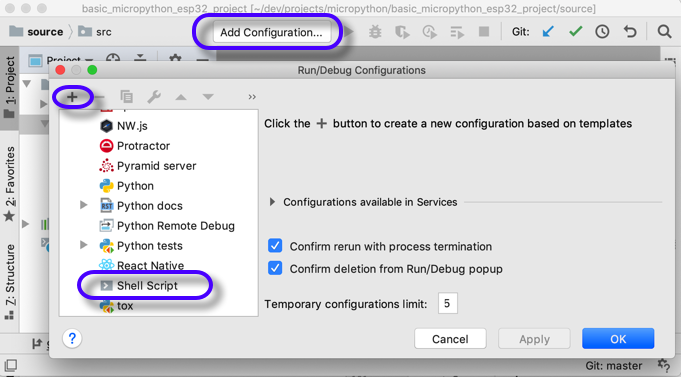 basic_micropython_esp32_project [~/dev/projects/micropython/basic_micropython_esp32_project/source]
source
src
Add Configuration...
Git:
1: Project
2: Favorites
Z: Structure
Project
Run/Debug Configurations
NW.js
Protractor
Pyramid server
Python
Python docs
Python Remote Debug
Python tests
React Native
Shell Script
tox
Click the + button to create a new configuration based on templates
Configurations available in Services
Confirm rerun with process termination
Confirm deletion from Run/Debug popup
Temporary configurations limit: 5
?
Cancel
Apply
OK
Git: master